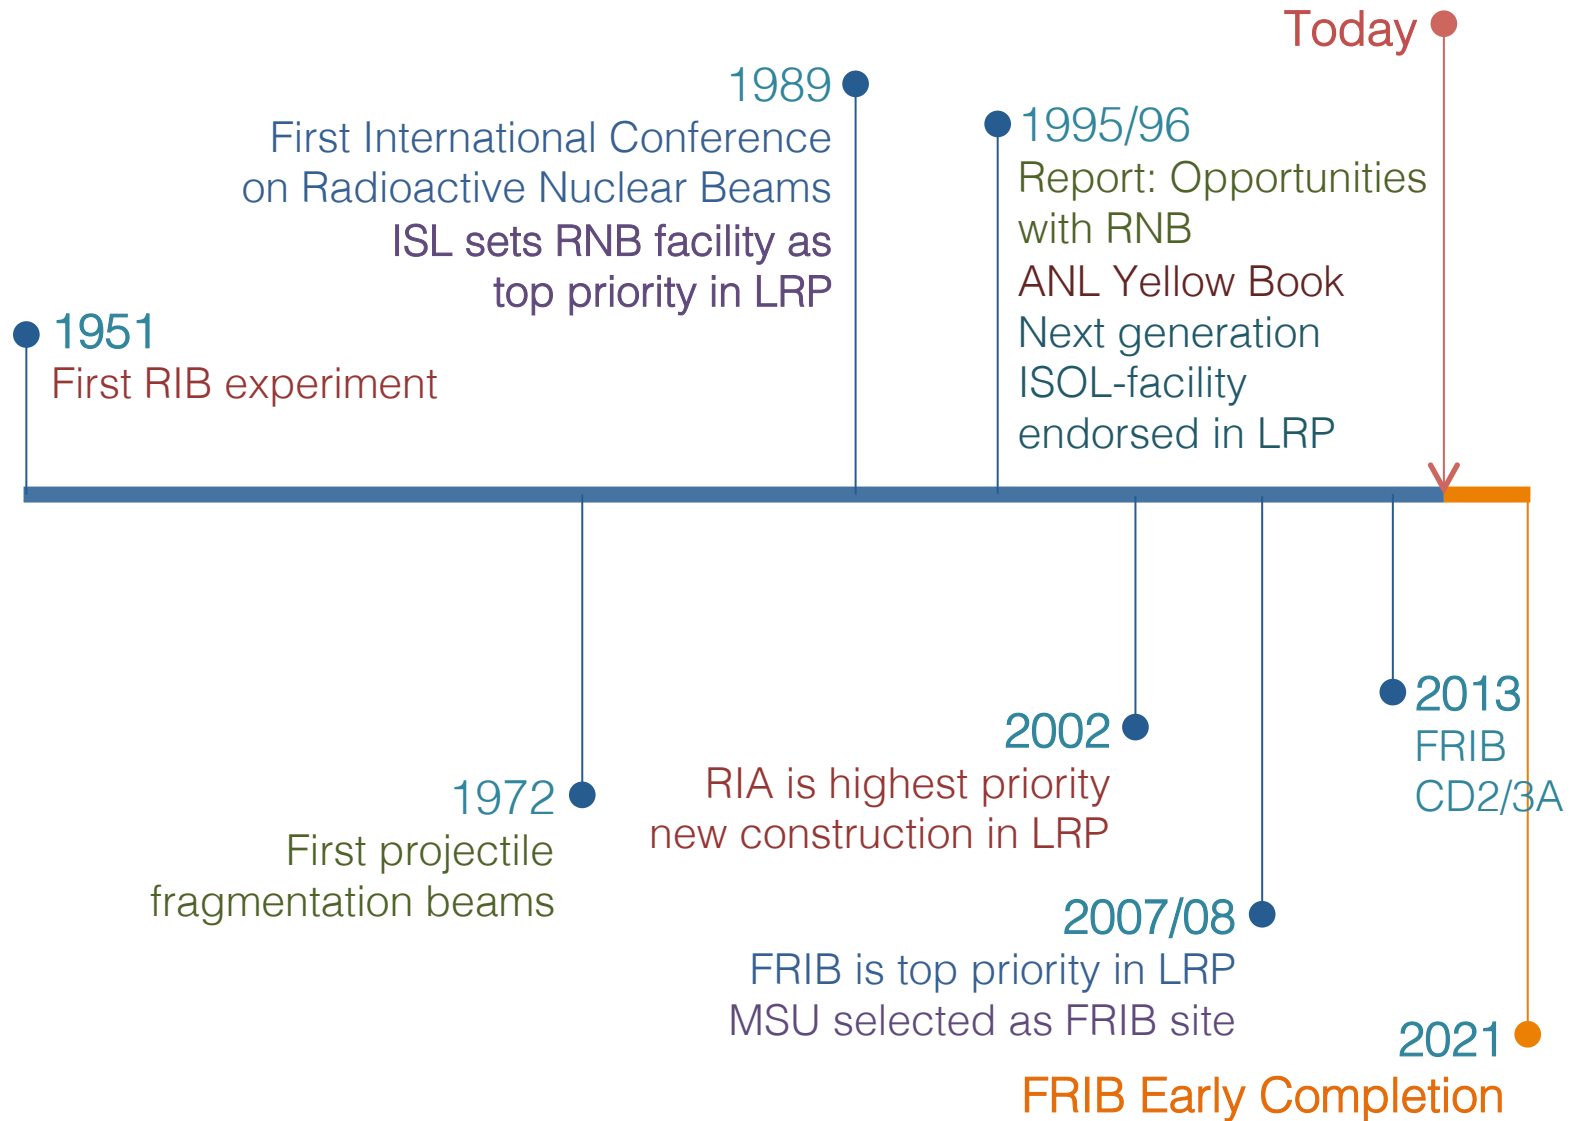 Today
1989
First International Conference
on Radioactive Nuclear Beams
ISL sets RNB facility as
top priority in LRP
1995/96
Report: Opportunities
with RNB
ANL Yellow Book
Next generation
ISOL-facility
endorsed in LRP
1951
First RIB experiment
1972
First projectile
fragmentation beams
2002
RIA is highest priority
new construction in LRP
2007/08
FRIB is top priority in LRP
MSU selected as FRIB site
2013
FRIB
CD2/3A
2021
FRIB Early Completion